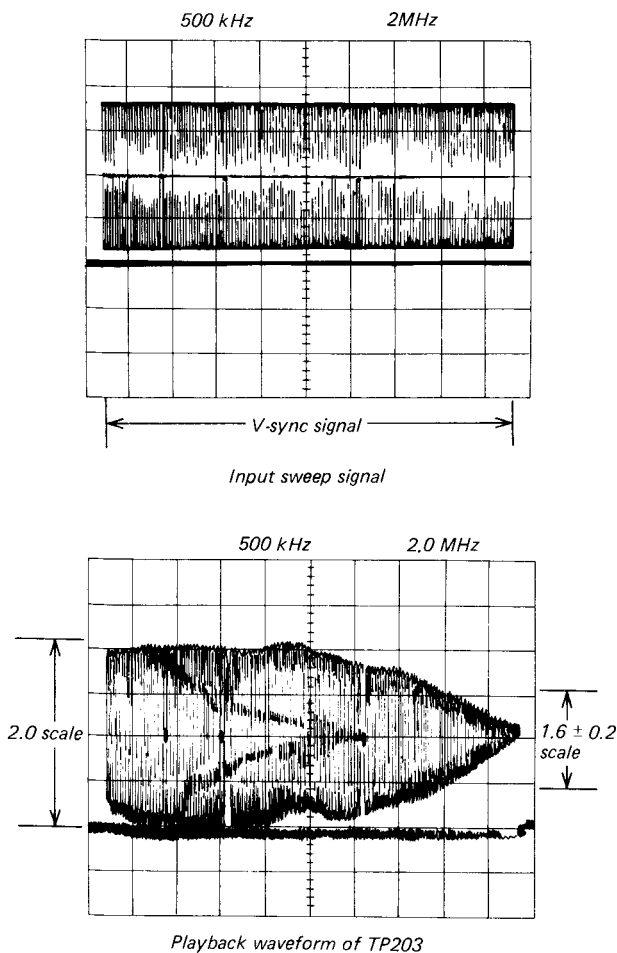 500 kHz 2MHz
V-sync signal
Input sweep signal
500 kHz 2.0 MHz
2.0 scale
1.6 ± 0.2
scale
Playback waveform of TP203